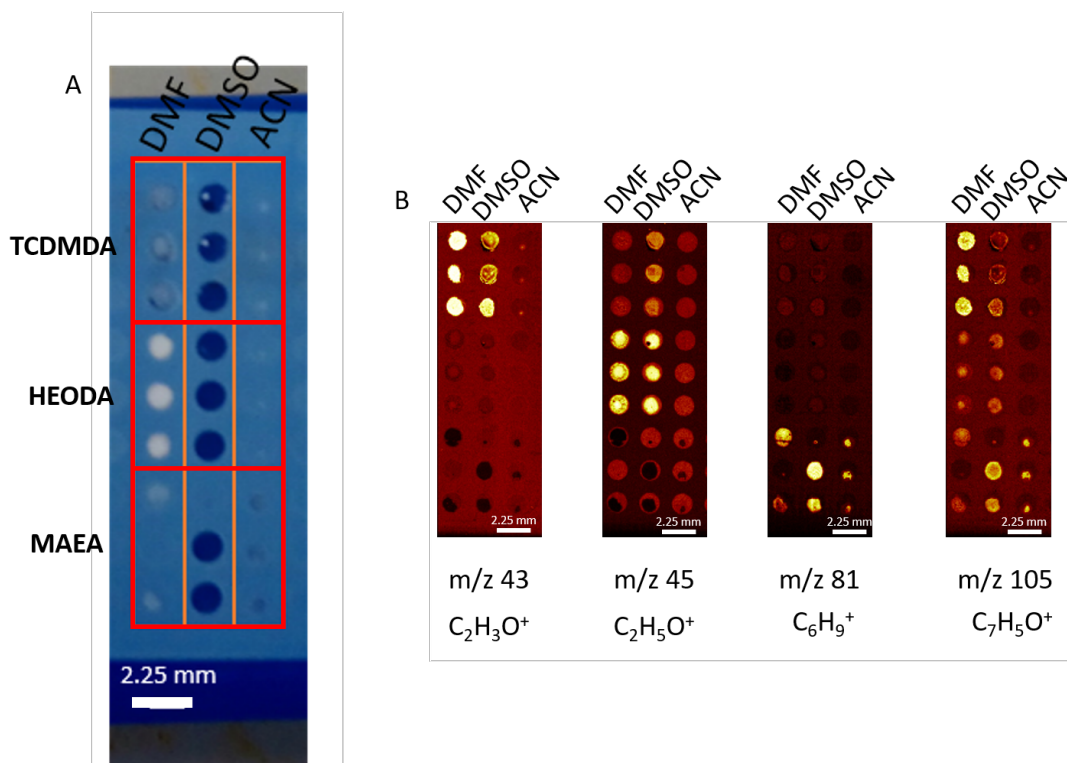 A
DMF
DMSO
ACN
TCDMDA
HEODA
MAEA
2.25 mm
B
DMF
DMSO
ACN
DMF
DMSO
ACN
DMF
DMSO
ACN
DMF
DMSO
ACN
2.25 mm
2.25 mm
2.25 mm
2.25 mm
m/z 43
m/z 45
m/z 81
m/z 105
C₂H₃O⁺
C₂H₅O⁺
C₆H₉⁺
C₇H₅O⁺